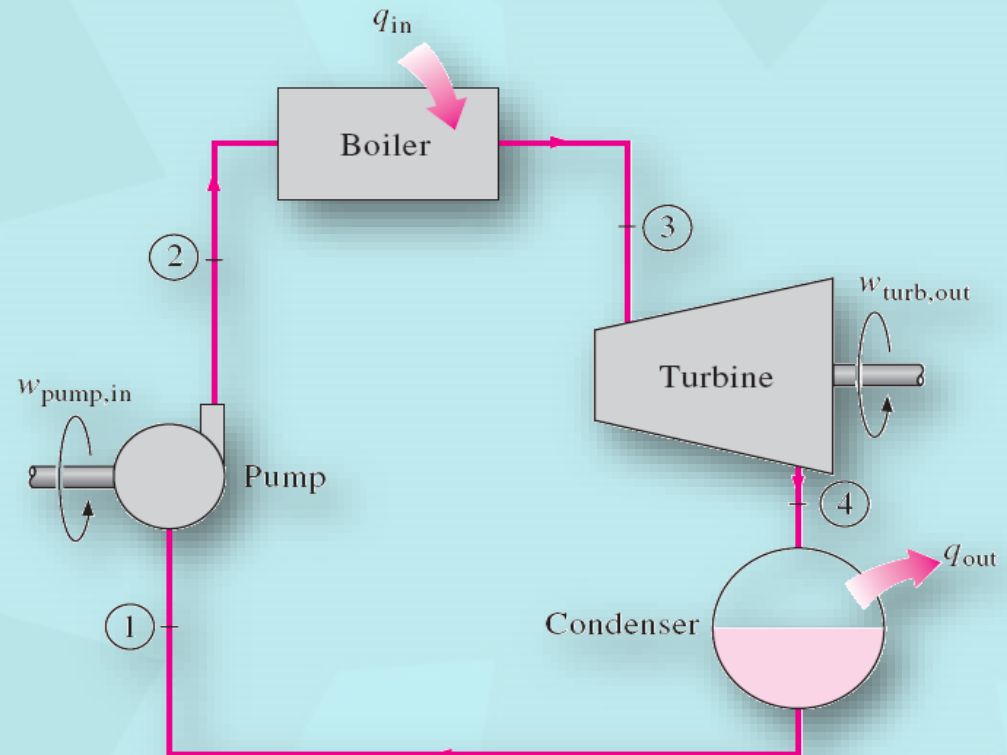 q_in
Boiler
2
3
w_turb,out
Turbine
w_pump,in
Pump
4
q_out
1
Condenser